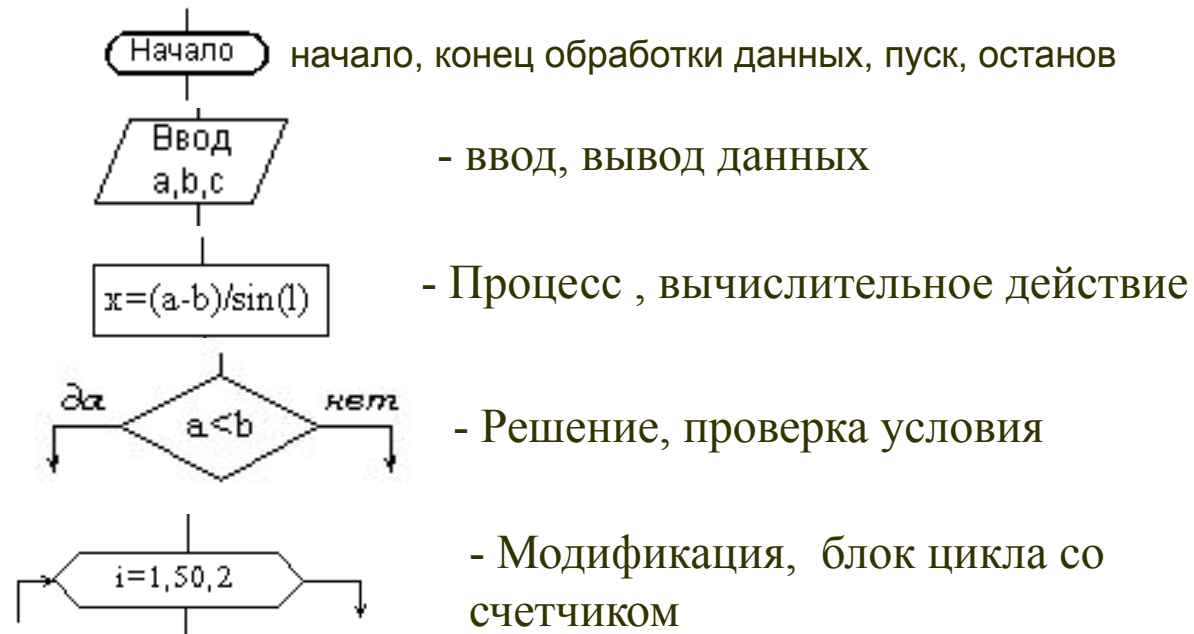 Начало
начало, конец обработки данных, пуск, останов
Ввод
a,b,c
- ввод, вывод данных
x=(a-b)/sin(l)
- Процесс , вычислительное действие
да
a<b
нет
- Решение, проверка условия
i=1,50,2
- Модификация, блок цикла со
счетчиком